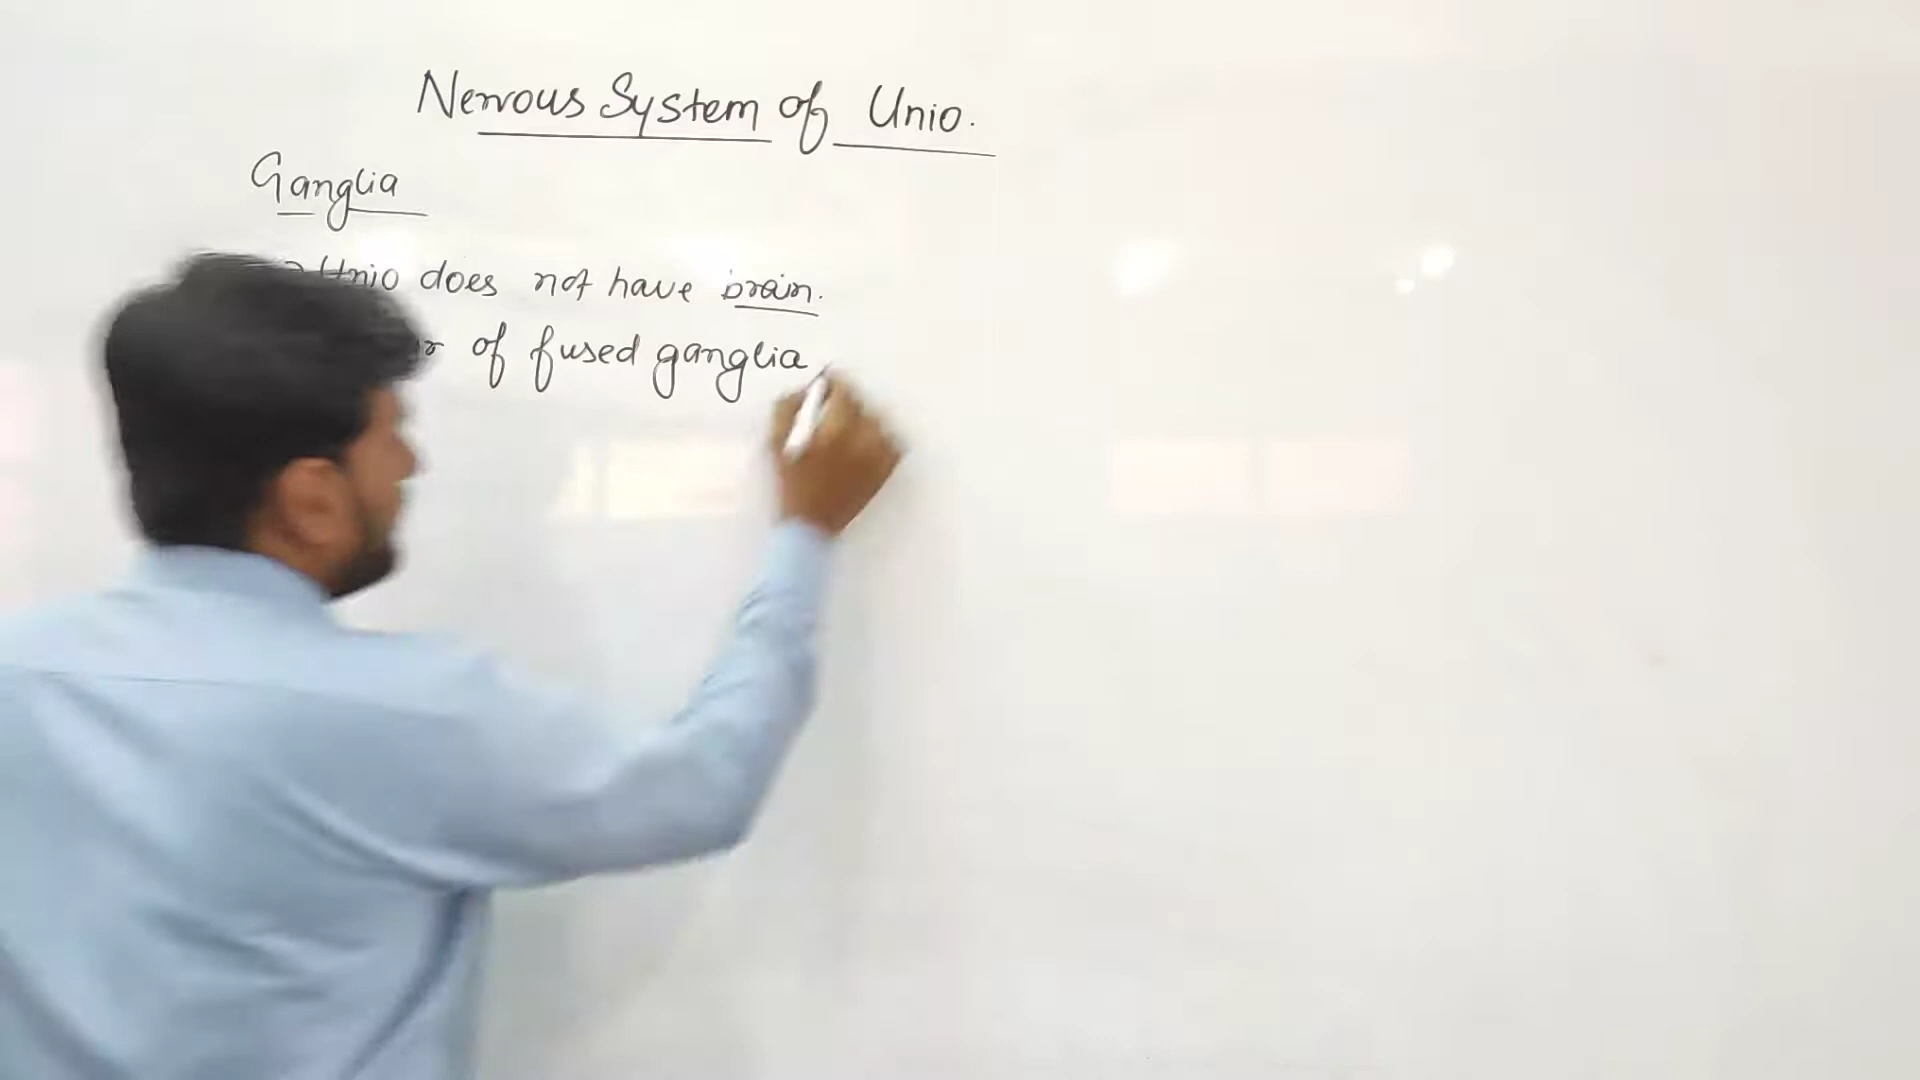 Nervous System of Unio.
Ganglia
Unio does not have brain.
of fused ganglia